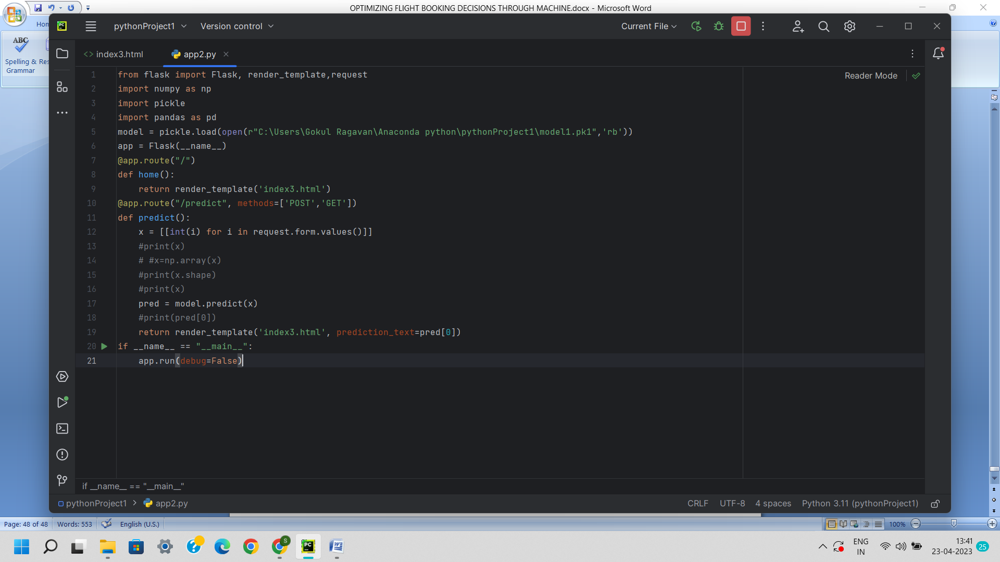 OPTIMIZING FLIGHT BOOKING DECISIONS THROUGH MACHINE.docx - Microsoft Word
Hom
ABC
Spelling & Res
Grammar
PC
pythonProject1
Version control
Current File
index3.html
app2.py
Reader Mode
1 from flask import Flask, render_template,request
2 import numpy as np
3 import pickle
4 import pandas as pd
5 model = pickle.load(open(r"C:\Users\Gokul Ragavan\Anaconda python\pythonProject1\model1.pk1",'rb'))
6 app = Flask(__name__)
7 @app.route("/")
8 def home():
9     return render_template('index3.html')
10 @app.route("/predict", methods=['POST','GET'])
11 def predict():
12     x = [[int(i) for i in request.form.values()]]
13     #print(x)
14     # #x=np.array(x)
15     #print(x.shape)
16     #print(x)
17     pred = model.predict(x)
18     #print(pred[0])
19     return render_template('index3.html', prediction_text=pred[0])
20 if __name__ == "__main__":
21     app.run(debug=False)
if __name__ == "__main__"
pythonProject1 > app2.py
CRLF UTF-8 4 spaces Python 3.11 (pythonProject1)
Page: 48 of 48 Words: 553 English (U.S.) 100%
S
PC
ENG
IN
13:41
23-04-2023
25